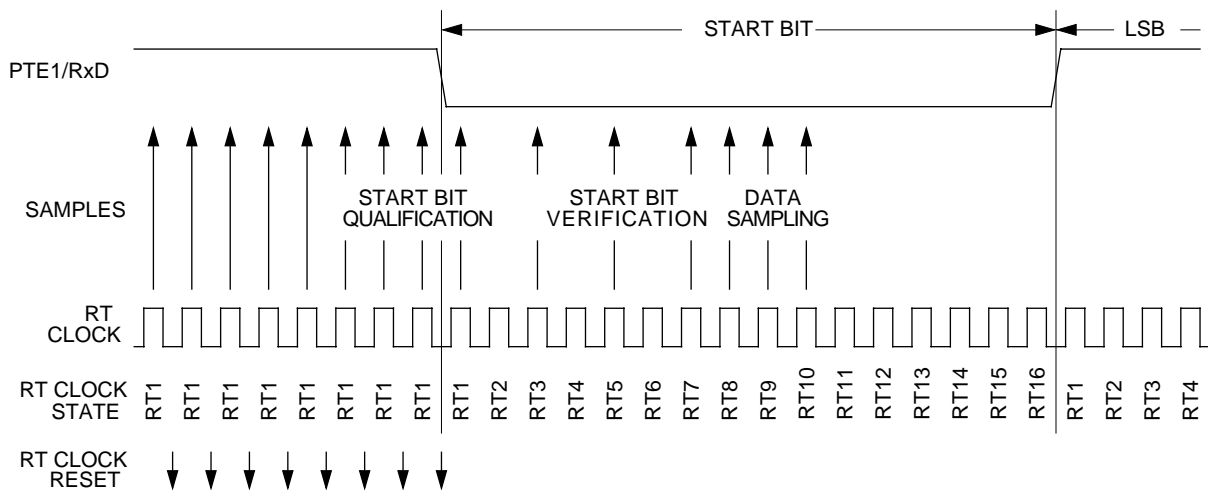 START BIT
LSB
PTE1/RxD
SAMPLES
START BIT
QUALIFICATION
START BIT
VERIFICATION
DATA
SAMPLING
RT
CLOCK
RT CLOCK
STATE
RT1 RT1 RT1 RT1 RT1 RT1 RT1 RT1 RT1 RT2 RT3 RT4 RT5 RT6 RT7 RT8 RT9 RT10 RT11 RT12 RT13 RT14 RT15 RT16 RT1 RT2 RT3 RT4
RT CLOCK
RESET